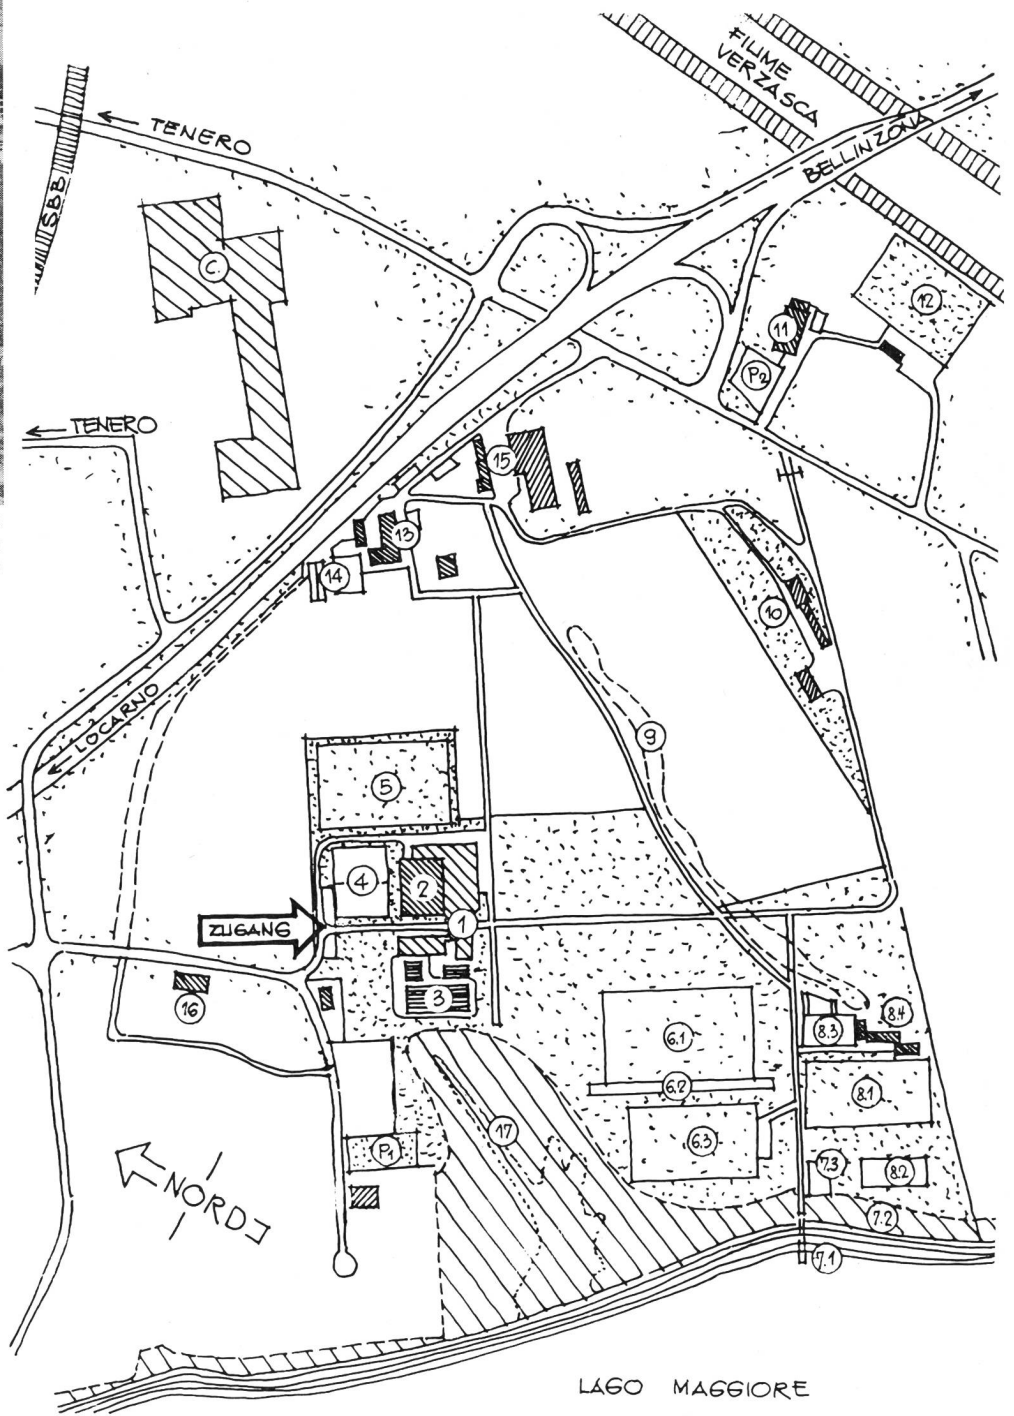 FIUME
VERZASCA
TENERO
BELLINZONA
SBB
C.
12
11
P2
TENERO
15
13
14
10
LOCARNO
9
5
4
2
ZUGANG
1
16
3
6.1
8.4
8.3
6.2
8.1
17
6.3
P1
7.3
8.2
NORD
7.2
7.1
LAGO MAGGIORE